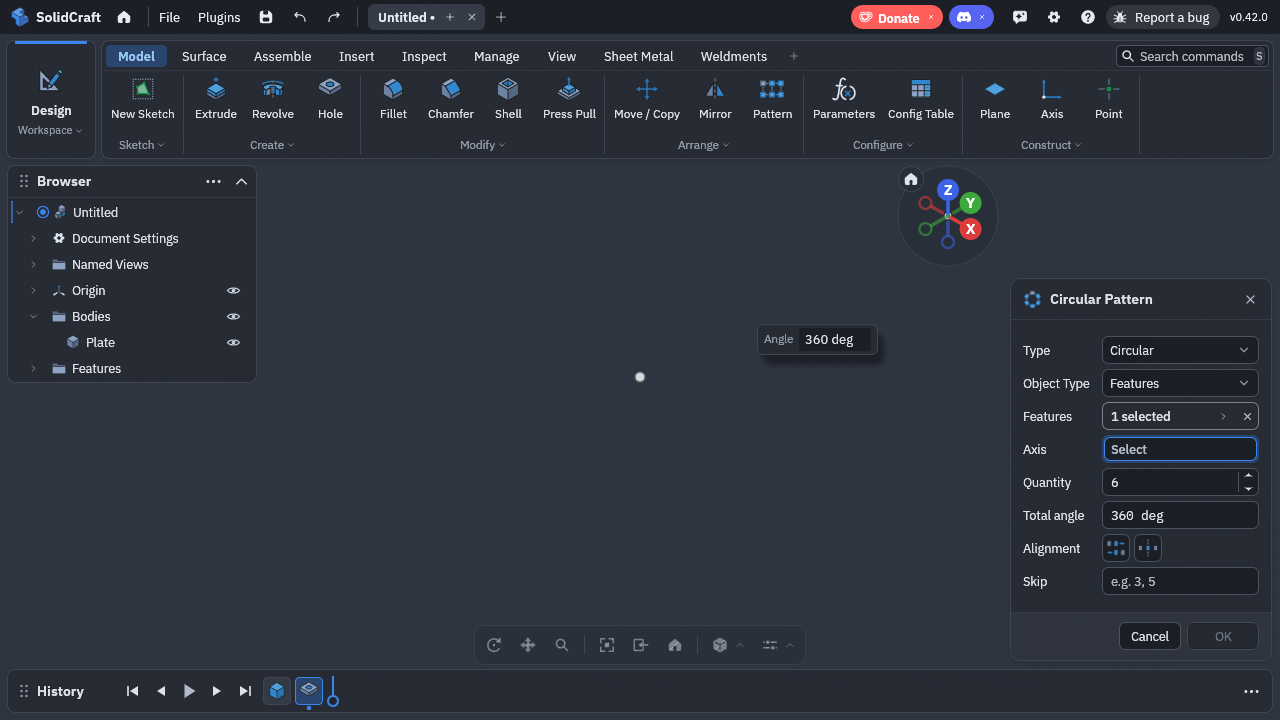 SolidCraft
File
Plugins
Untitled •
Donate
Report a bug
v0.42.0
Design
Workspace
Model
Surface
Assemble
Insert
Inspect
Manage
View
Sheet Metal
Weldments
Search commands
S
New Sketch
Extrude
Revolve
Hole
Fillet
Chamfer
Shell
Press Pull
Move / Copy
Mirror
Pattern
Parameters
Config Table
Plane
Axis
Point
Sketch
Create
Modify
Arrange
Configure
Construct
Browser
Untitled
Document Settings
Named Views
Origin
Bodies
Plate
Features
Z
Y
X
Angle 360 deg
Circular Pattern
Type Circular
Object Type Features
Features 1 selected
Axis Select
Quantity 6
Total angle 360 deg
Alignment
Skip e.g. 3, 5
Cancel
OK
History